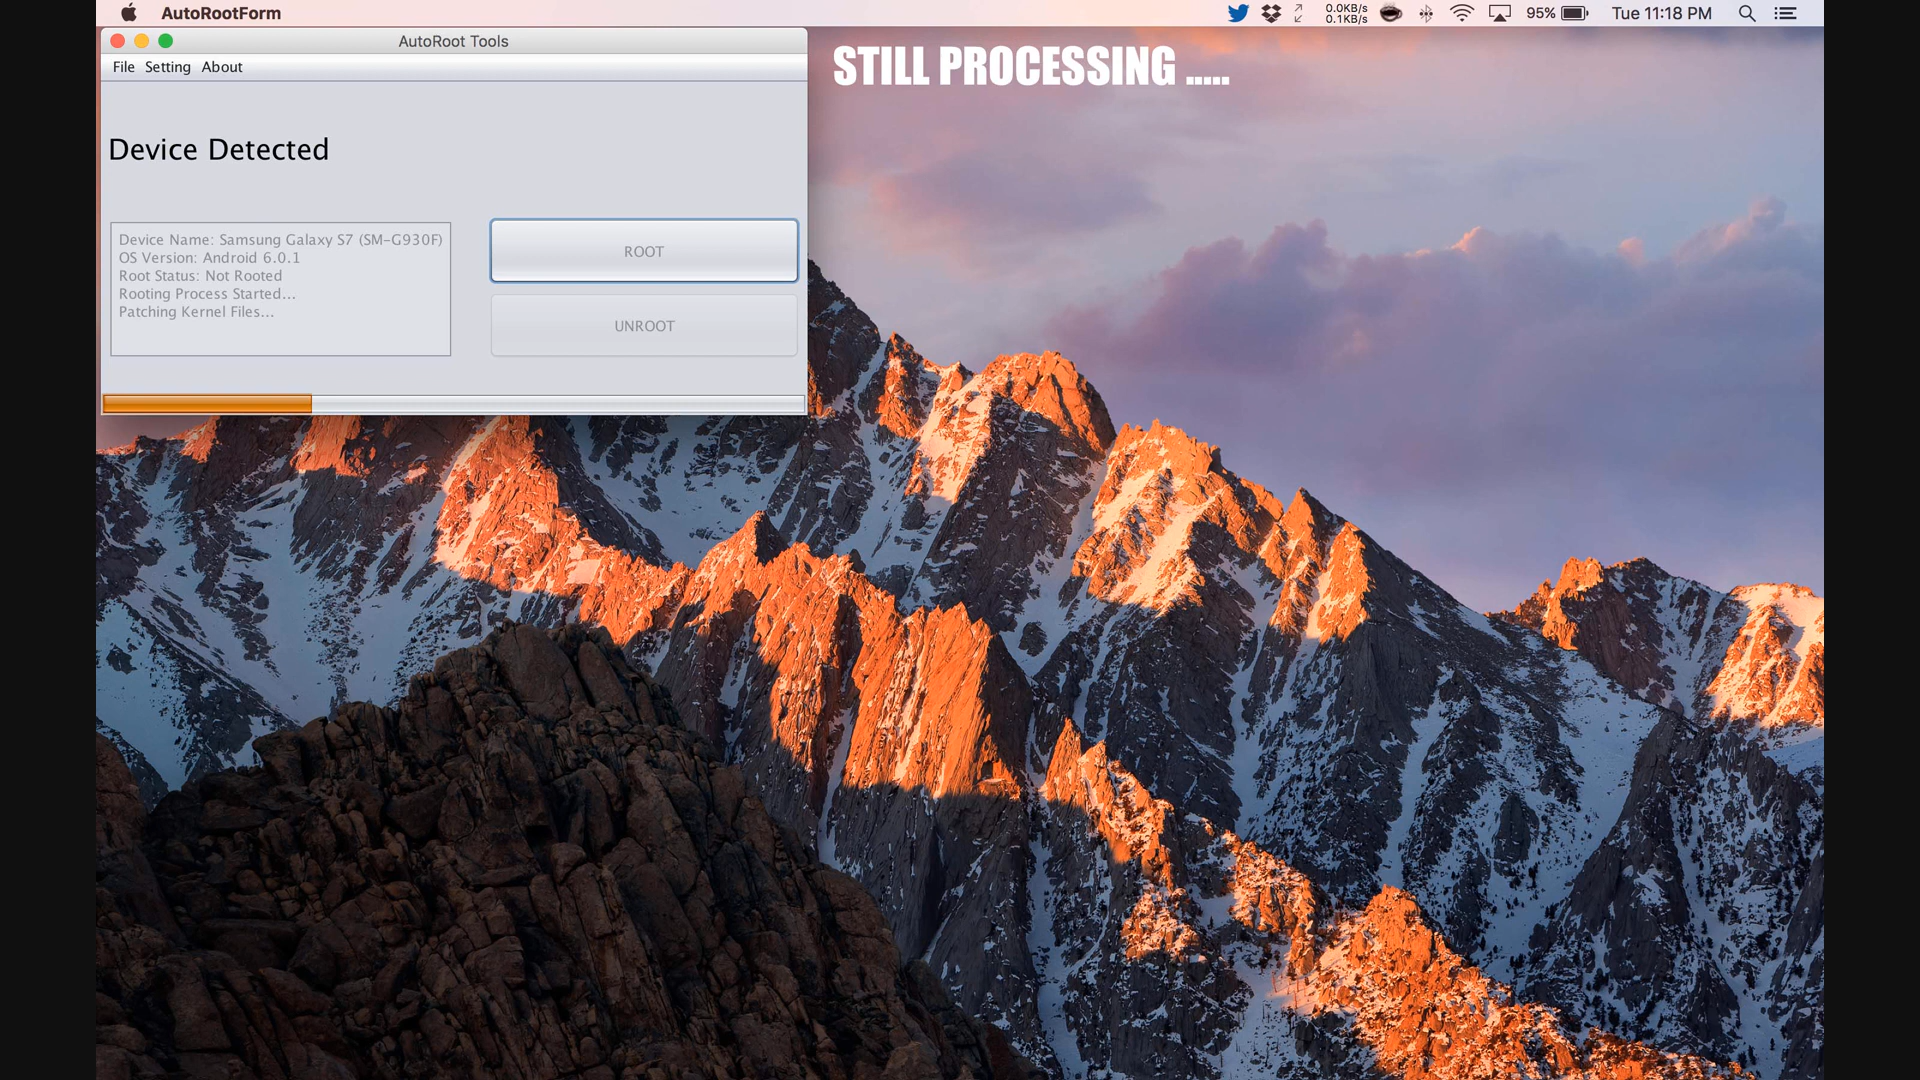 AutoRootForm
0.0KB/s
0.1KB/s
95%
Tue 11:18 PM
AutoRoot Tools
File Setting About
STILL PROCESSING .....
Device Detected
Device Name: Samsung Galaxy S7 (SM-G930F)
OS Version: Android 6.0.1
Root Status: Not Rooted
Rooting Process Started...
Patching Kernel Files...
ROOT
UNROOT